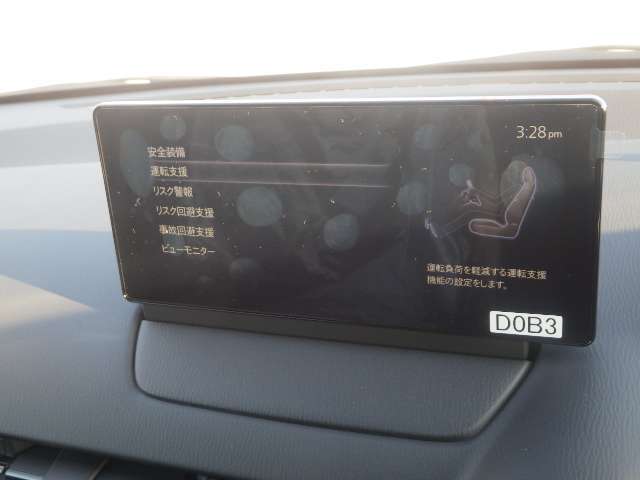 3:28 pm
安全装備
運転支援
リスク警報
リスク回避支援
事故回避支援
ビューモニター
運転負荷を軽減する運転支援
機能の設定をします。
D0B3